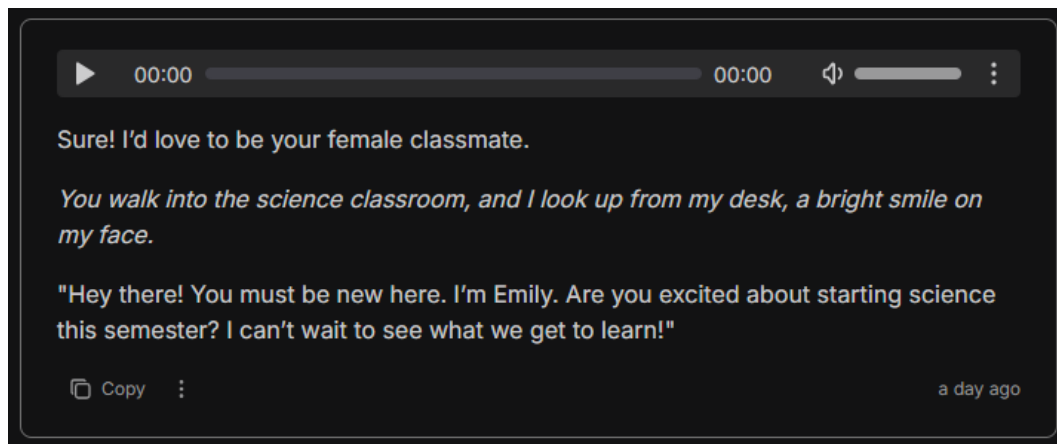 00:00 00:00
Sure! I’d love to be your female classmate.
You walk into the science classroom, and I look up from my desk, a bright smile on
my face.
"Hey there! You must be new here. I’m Emily. Are you excited about starting science
this semester? I can’t wait to see what we get to learn!"
Copy a day ago